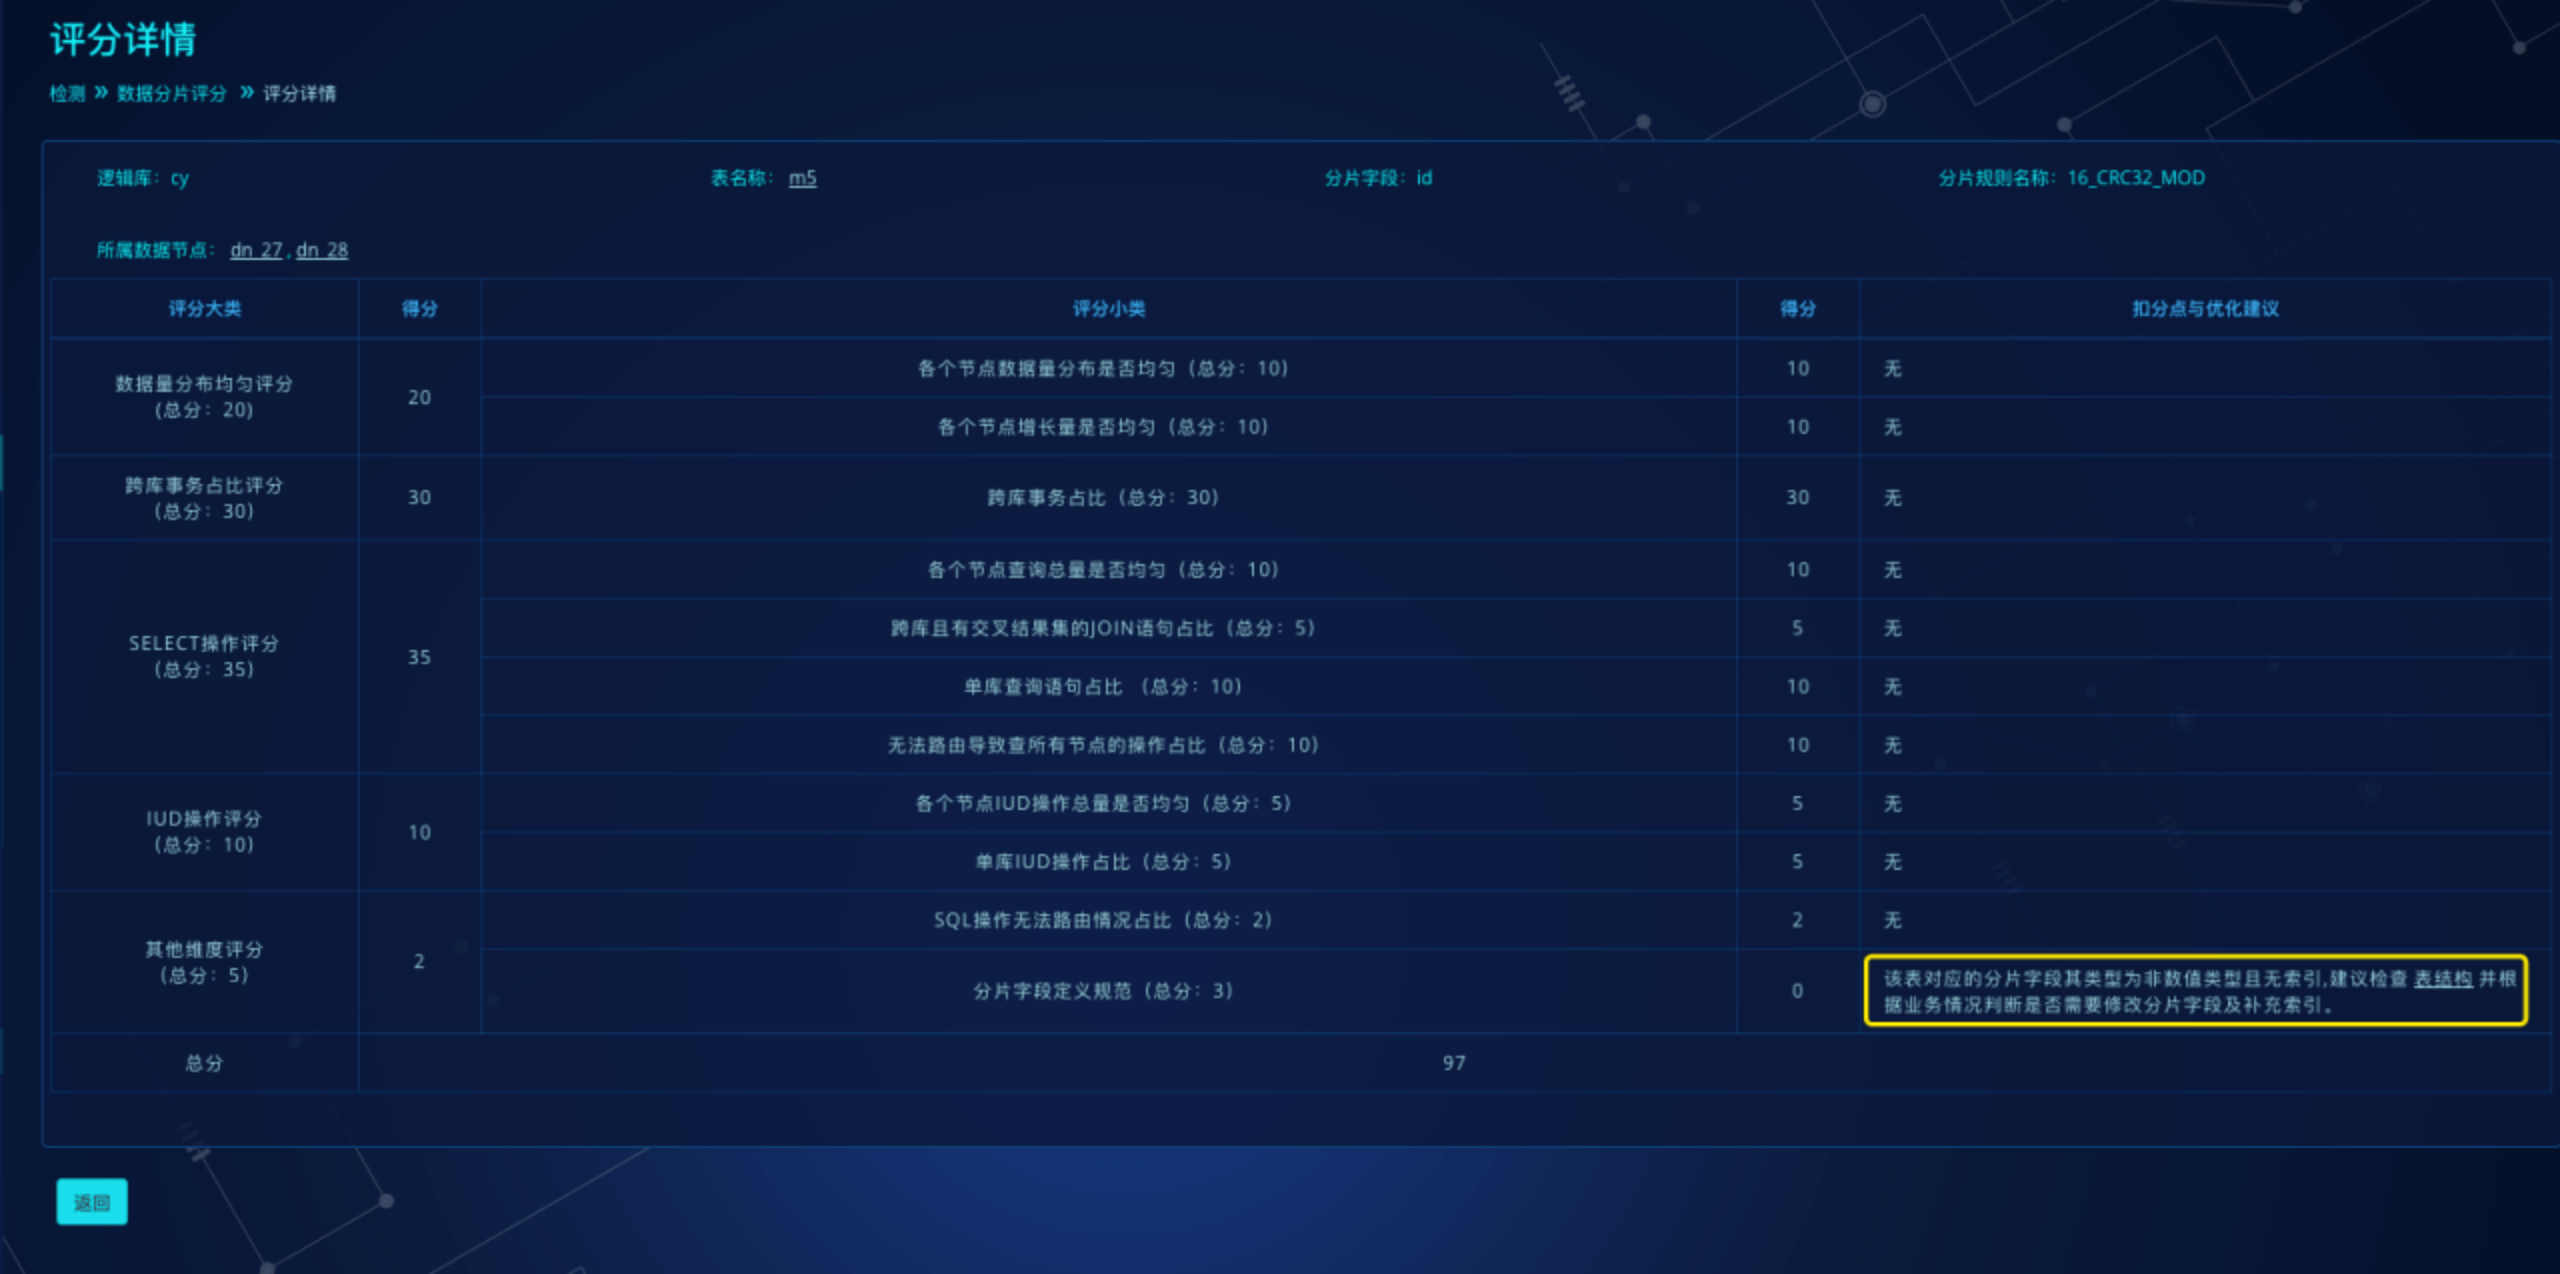 评分详情
检测 » 数据分片评分 » 评分详情
逻辑库：cy 表名称：m5 分片字段：id 分片规则名称：16_CRC32_MOD
所属数据节点：dn_27,dn_28
评分大类 得分 评分小类 得分 扣分点与优化建议
数据量分布均匀评分
（总分：20） 20
各个节点数据量分布是否均匀（总分：10） 10 无
各个节点增长量是否均匀（总分：10） 10 无
跨库事务占比评分
（总分：30） 30
跨库事务占比（总分：30） 30 无
SELECT操作评分
（总分：35） 35
各个节点查询总量是否均匀（总分：10） 10 无
跨库且有交叉结果集的JOIN语句占比（总分：5） 5 无
单库查询语句占比 （总分：10） 10 无
无法路由导致查所有节点的操作占比（总分：10） 10 无
IUD操作评分
（总分：10） 10
各个节点IUD操作总量是否均匀（总分：5） 5 无
单库IUD操作占比（总分：5） 5 无
其他维度评分
（总分：5） 2
SQL操作无法路由情况占比（总分：2） 2 无
分片字段定义规范（总分：3） 0
该表对应的分片字段其类型为非数值类型且无索引,建议检查 表结构 并根
据业务情况判断是否需要修改分片字段及补充索引。
总分 97
返回